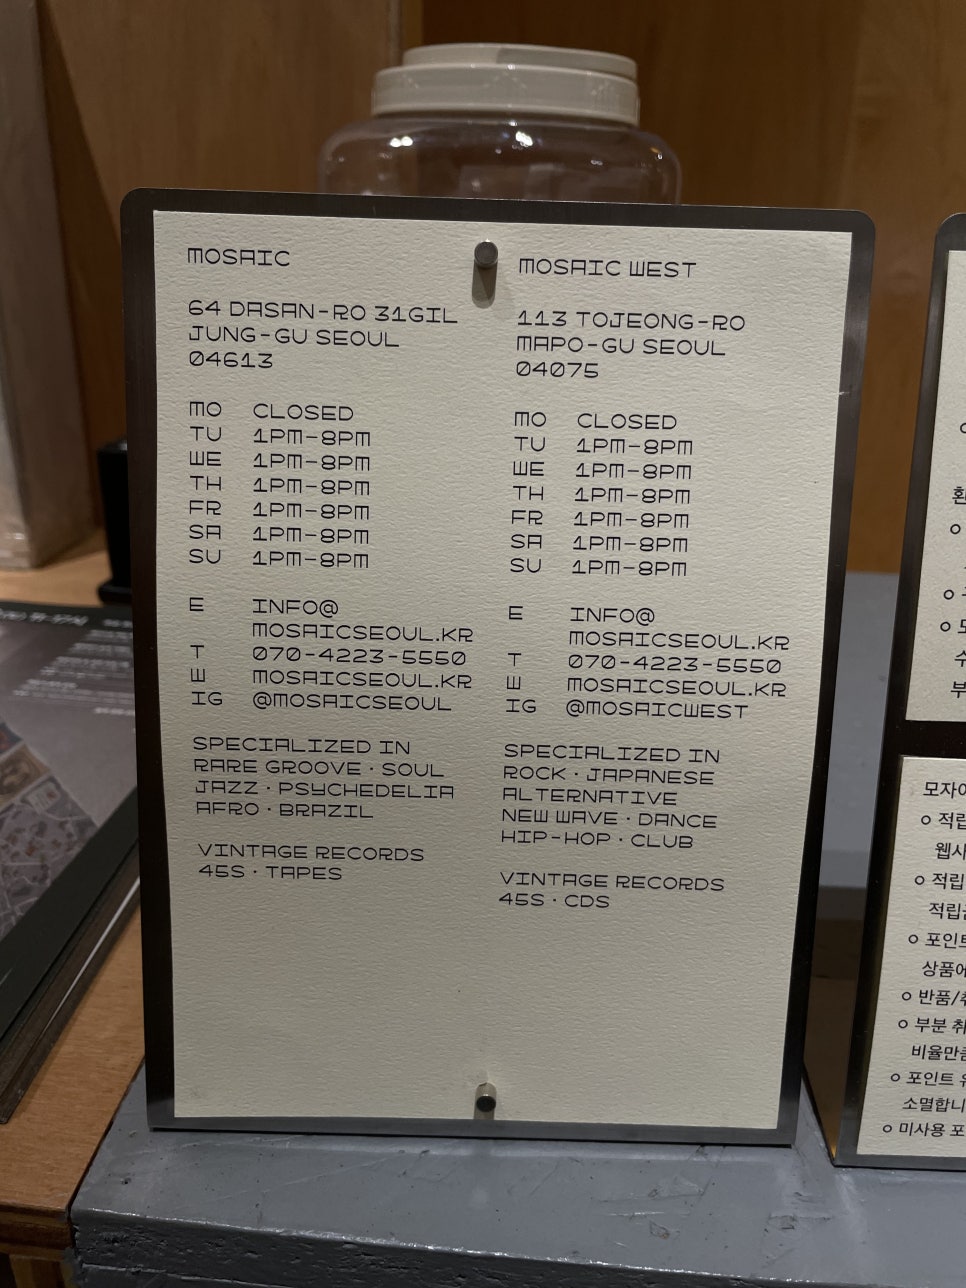 MOSAIC
64 DASAN-RO 31GIL
JUNG-GU SEOUL
04613
MO CLOSED
TU 1PM-8PM
WE 1PM-8PM
TH 1PM-8PM
FR 1PM-8PM
SA 1PM-8PM
SU 1PM-8PM
E INFO@
MOSAICSEOUL.KR
T 070-4223-5550
W MOSAICSEOUL.KR
IG @MOSAICSEOUL
SPECIALIZED IN
RARE GROOVE · SOUL
JAZZ · PSYCHEDELIA
AFRO · BRAZIL
VINTAGE RECORDS
45S · TAPES
MOSAIC WEST
113 TOJEONG-RO
MAPO-GU SEOUL
04075
MO CLOSED
TU 1PM-8PM
WE 1PM-8PM
TH 1PM-8PM
FR 1PM-8PM
SA 1PM-8PM
SU 1PM-8PM
E INFO@
MOSAICSEOUL.KR
T 070-4223-5550
W MOSAICSEOUL.KR
IG @MOSAICWEST
SPECIALIZED IN
ROCK · JAPANESE
ALTERNATIVE
NEW WAVE · DANCE
HIP-HOP · CLUB
VINTAGE RECORDS
45S · CDS
모자이
적립
웹사
적립
적립금
포인트
상품에
반품/취
부분 취
비율만큼
포인트 유
소멸합니
미사용 포